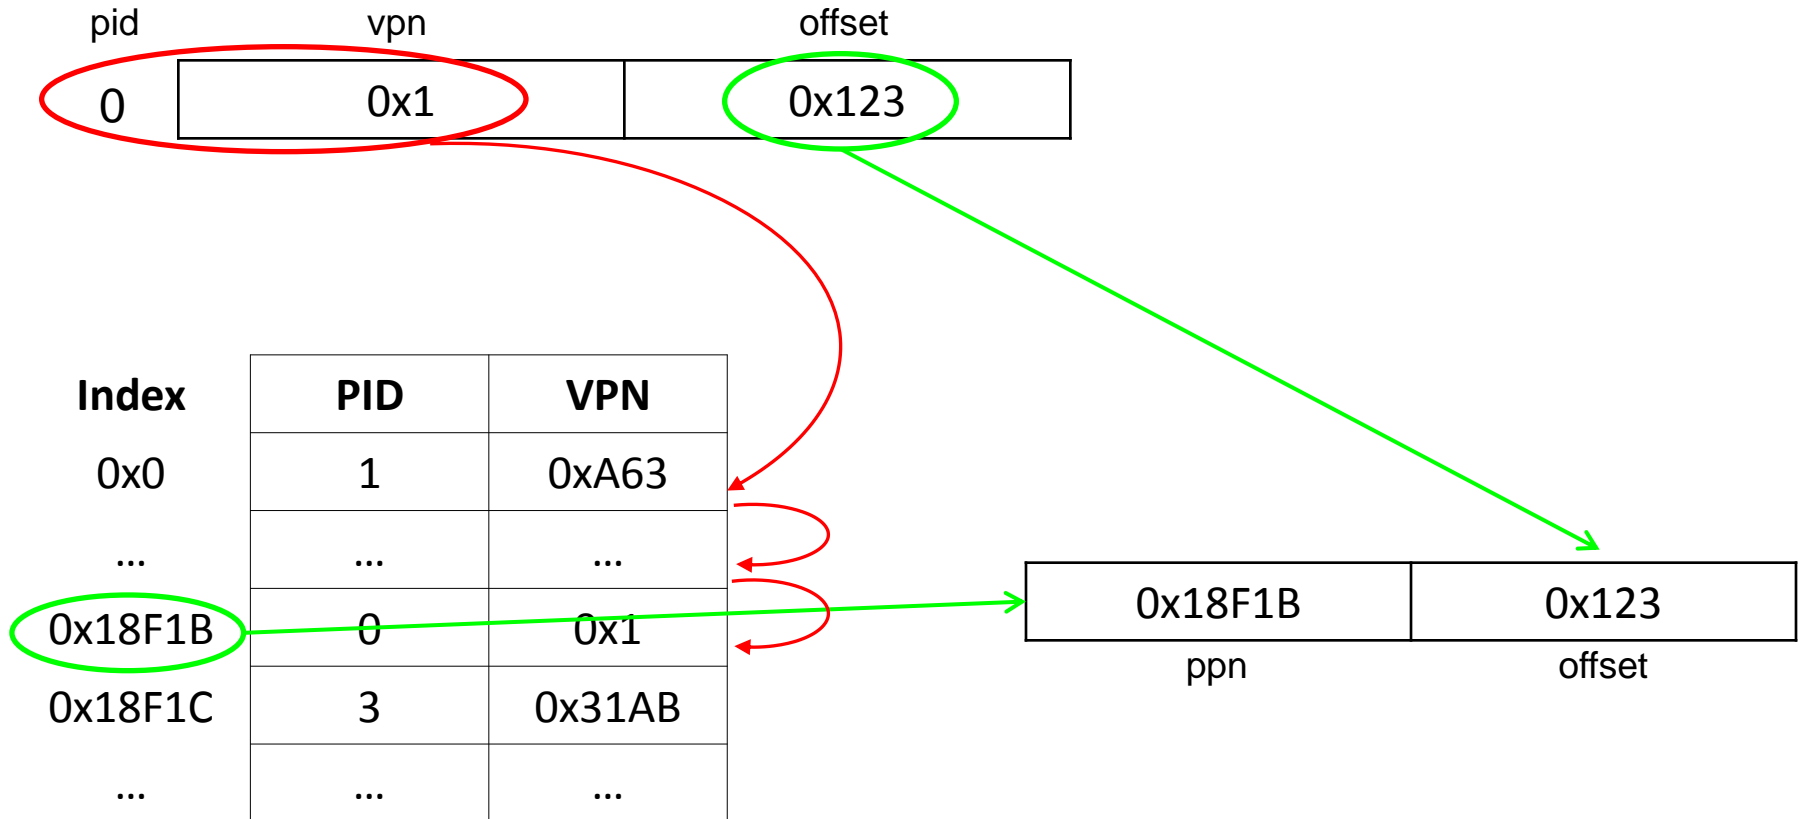 pid vpn offset
0 0x1 0x123
Index PID VPN
0x0 1 0xA63
... ... ...
0x18F1B 0 0x1
0x18F1B 0x123
ppn offset
0x18F1C 3 0x31AB
... ... ...